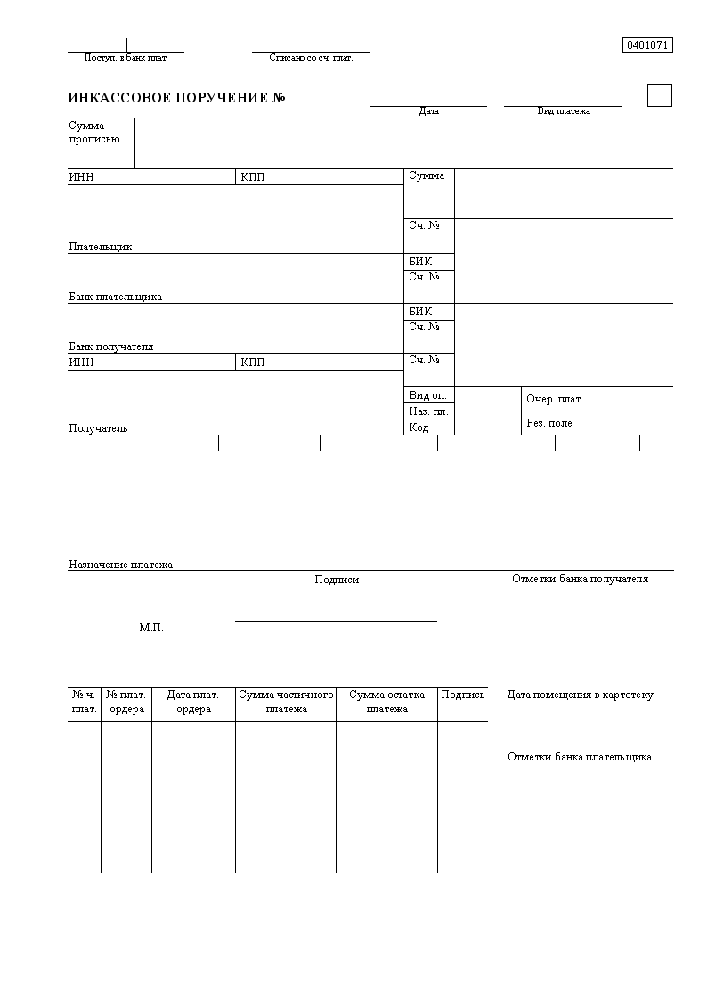 0401071
Поступ. в банк плат.
Списано со сч. плат.
ИНКАССОВОЕ ПОРУЧЕНИЕ №
Дата
Вид платежа
Сумма
прописью
ИНН
КПП
Сумма
Сч. №
Плательщик
БИК
Сч. №
Банк плательщика
БИК
Сч. №
Банк получателя
ИНН
КПП
Сч. №
Вид оп.
Очер. плат.
Наз. пл.
Рез. поле
Код
Получатель
Назначение платежа
Подписи
Отметки банка получателя
М.П.
№ ч.
плат.
№ плат.
ордера
Дата плат.
ордера
Сумма частичного
платежа
Сумма остатка
платежа
Подпись
Дата помещения в картотеку
Отметки банка плательщика